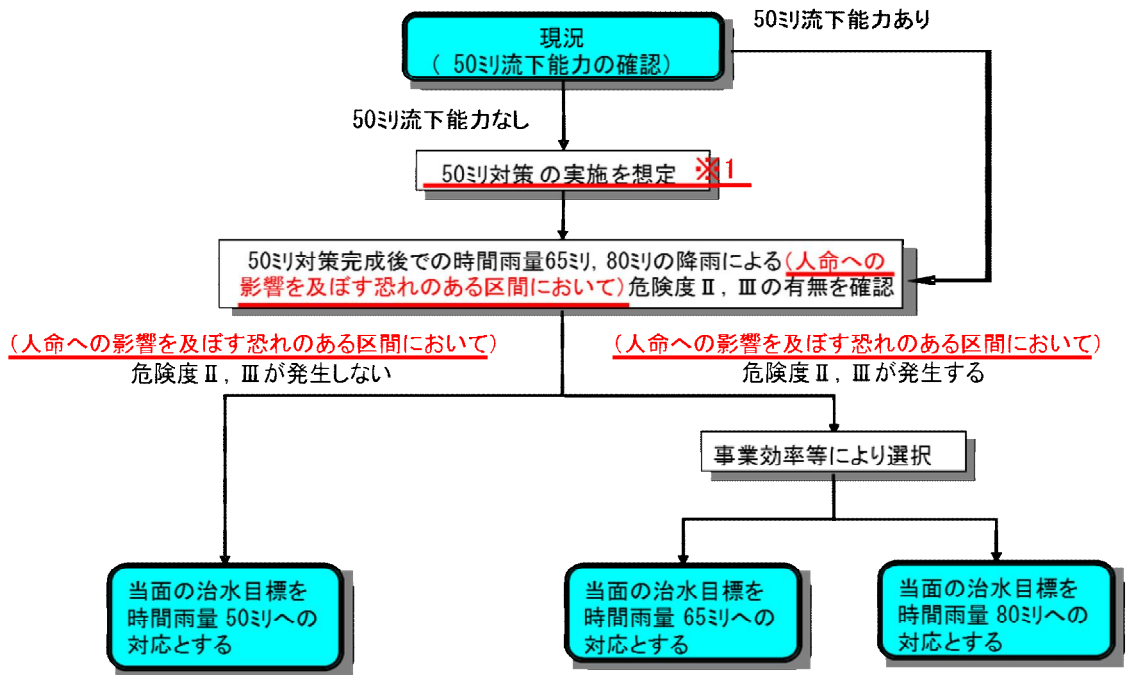 50ﾐﾘ流下能力あり
現況
( 50ﾐﾘ流下能力の確認)
50ﾐﾘ流下能力なし
50ﾐﾘ対策 の実施を想定 ※1
50ﾐﾘ対策完成後での時間雨量65ﾐﾘ, 80ﾐﾘの降雨による(人命への
影響を及ぼす恐れのある区間において)危険度Ⅱ, Ⅲの有無を確認
(人命への影響を及ぼす恐れのある区間において)
危険度Ⅱ, Ⅲが発生しない
(人命への影響を及ぼす恐れのある区間において)
危険度Ⅱ, Ⅲが発生する
事業効率等により選択
当面の治水目標を
時間雨量 50ﾐﾘへの
対応とする
当面の治水目標を
時間雨量 65ﾐﾘへの
対応とする
当面の治水目標を
時間雨量 80ﾐﾘへの
対応とする